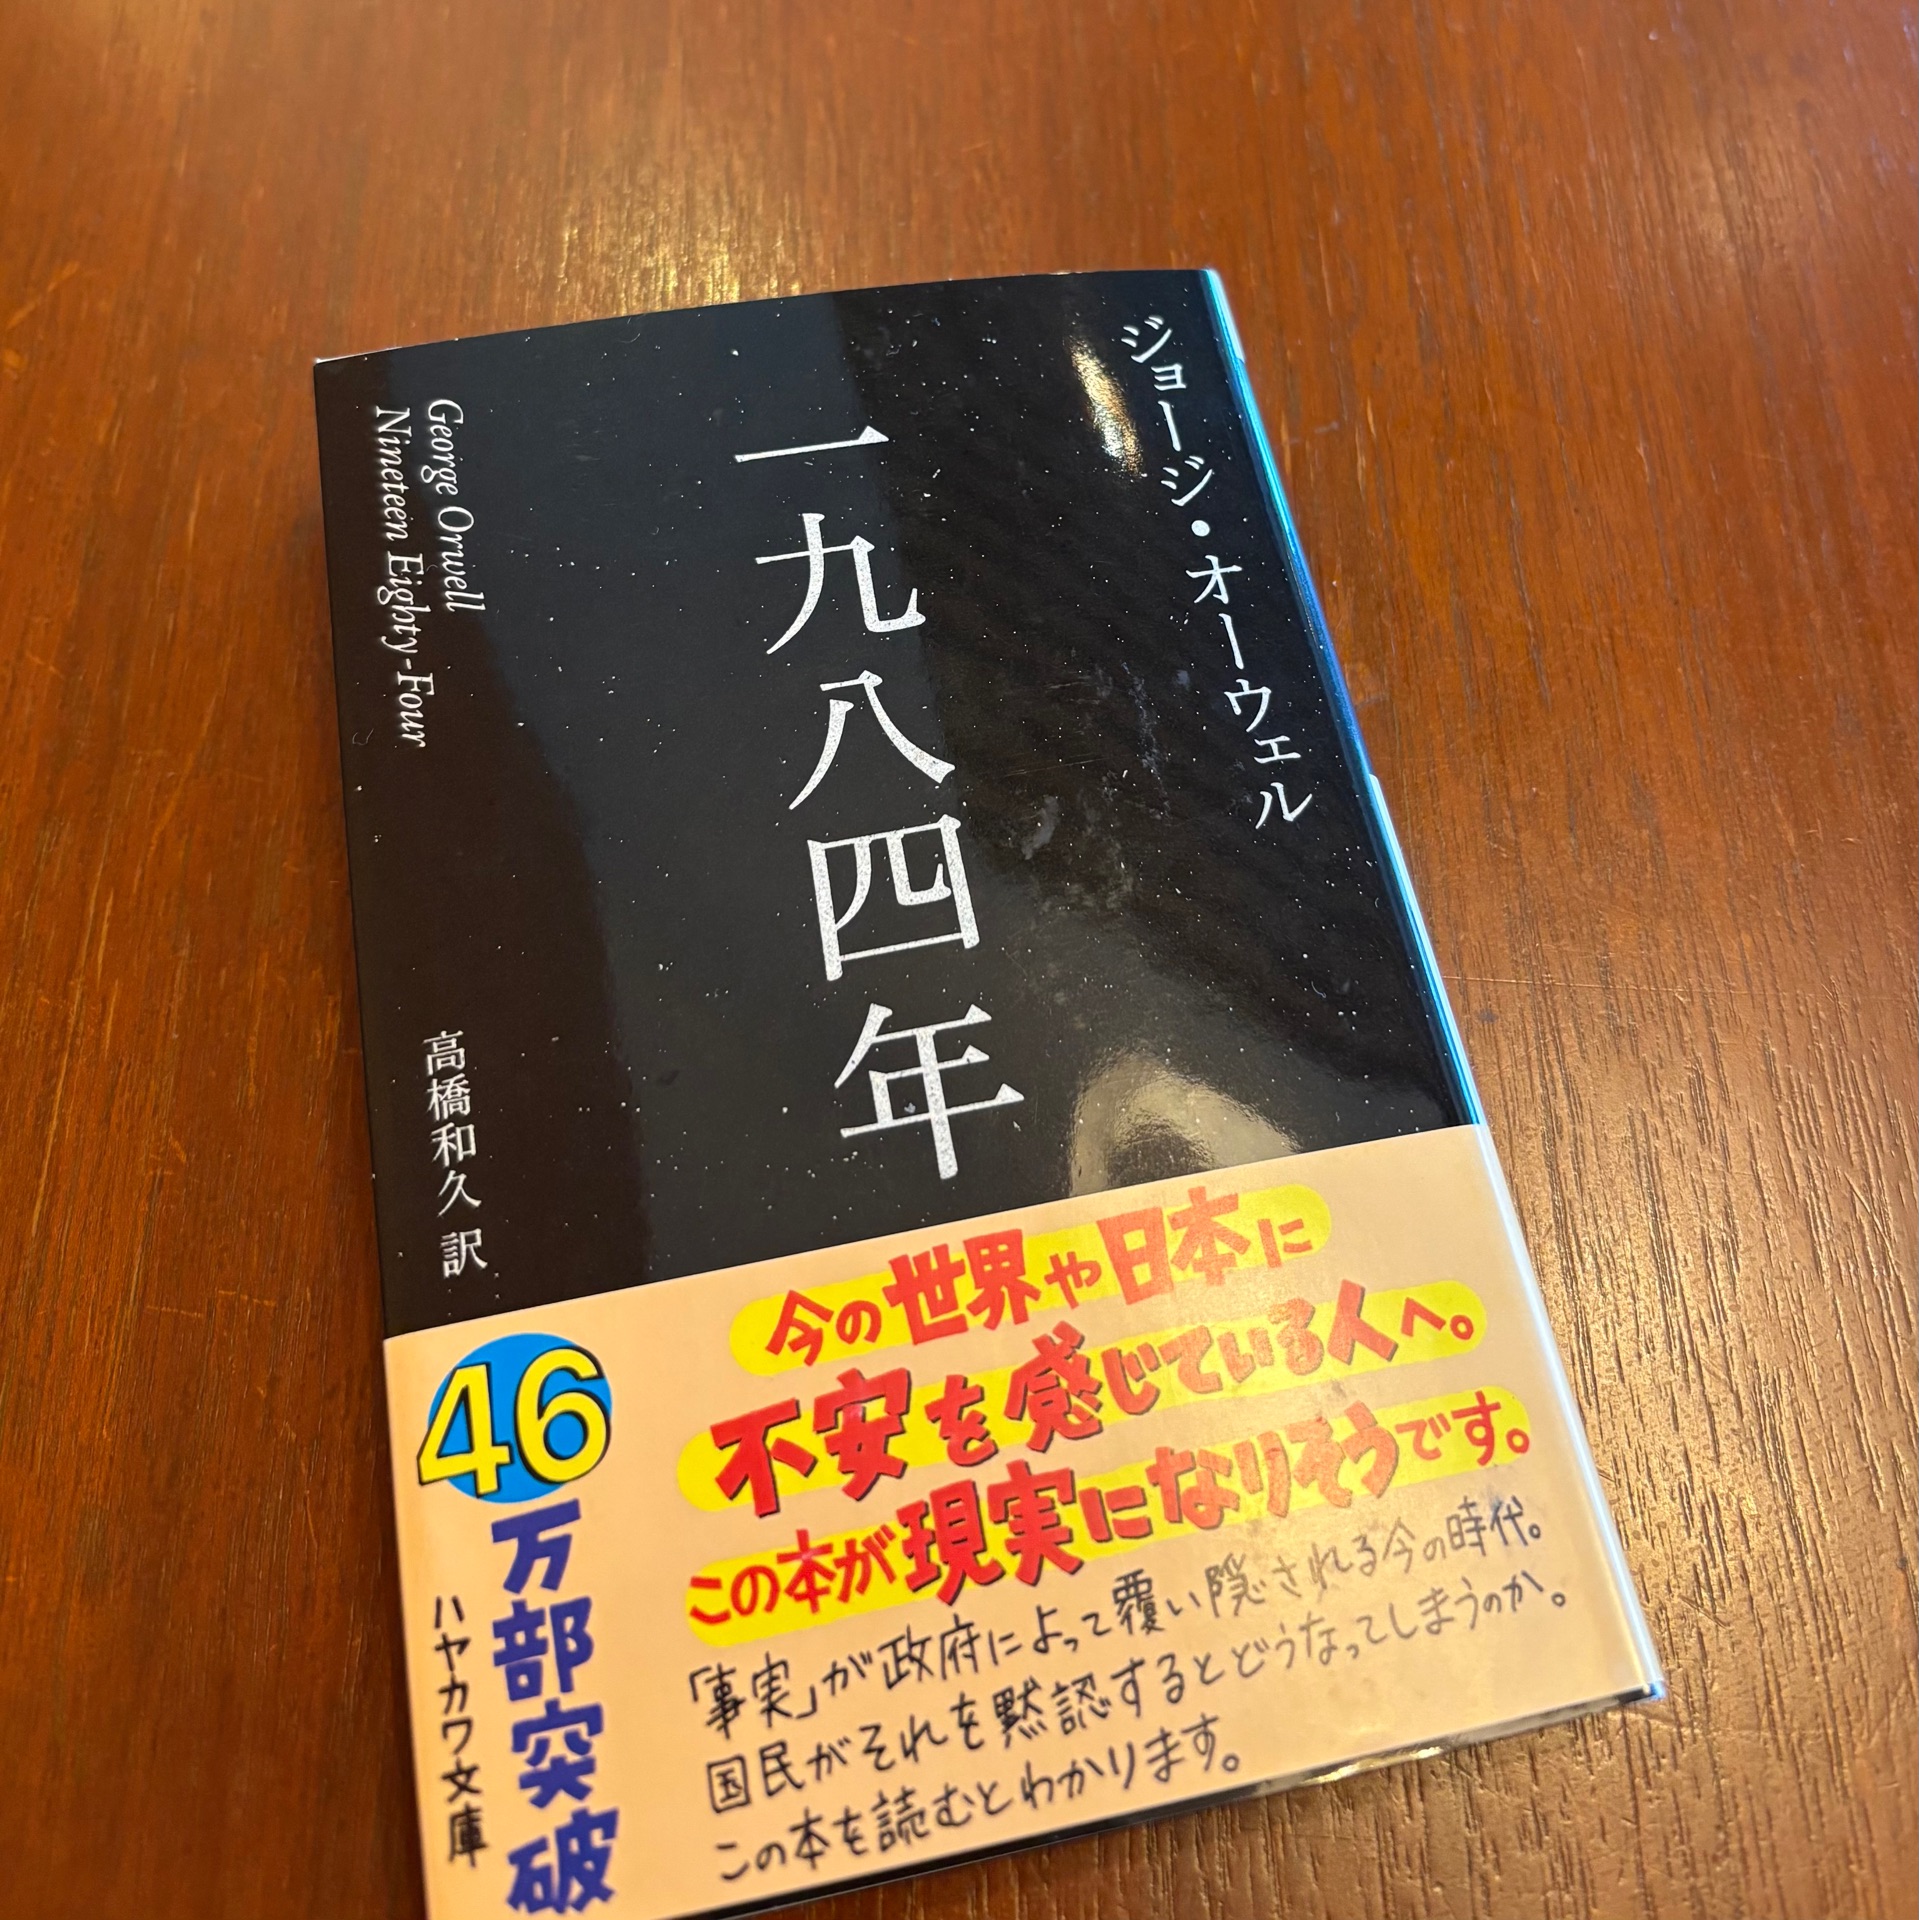 ジョージ・オーウェル
一九八四年
George Orwell
Nineteen Eighty-Four
高橋和久 訳
今の世界や日本に
不安を感じている人へ。
この本が現実になりそうです。
「事実」が政府によって覆い隠される今の時代。
国民がそれを黙認するとどうなってしまうのか。
この本を読むとわかります。
46万部突破
ハヤカワ文庫